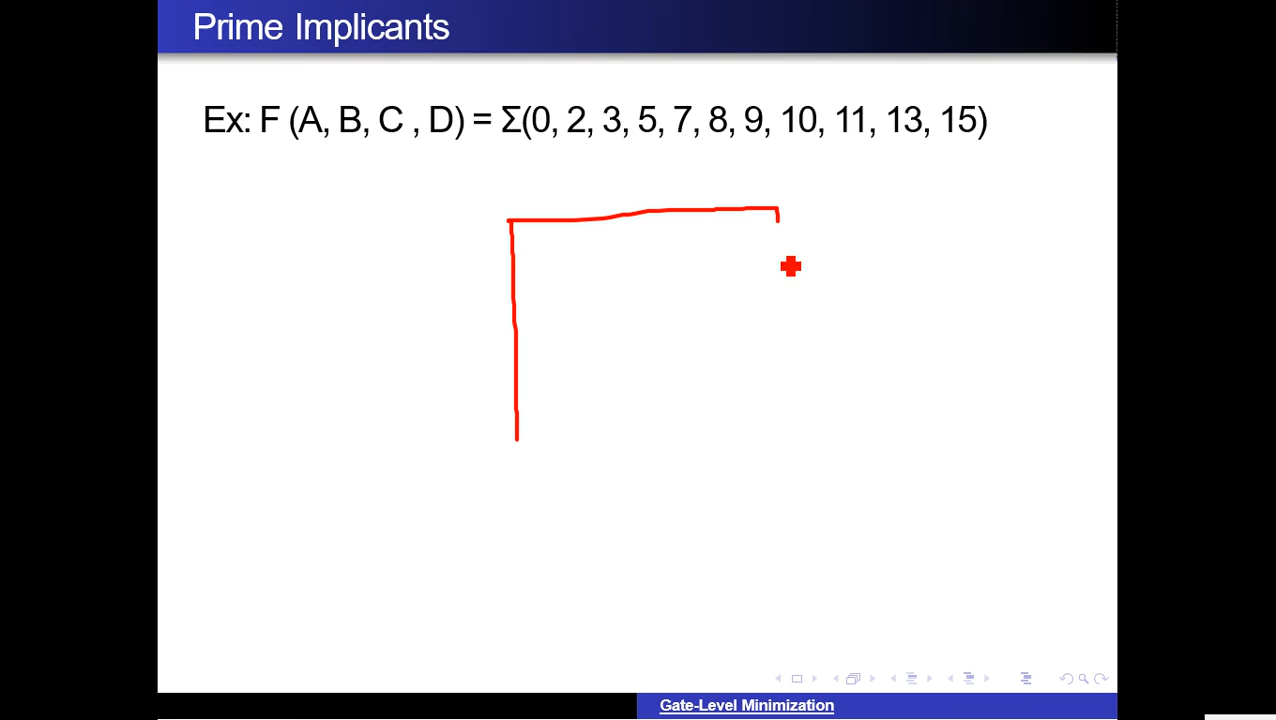 Prime Implicants
Ex: F (A, B, C , D) = Σ(0, 2, 3, 5, 7, 8, 9, 10, 11, 13, 15)
Gate-Level Minimization